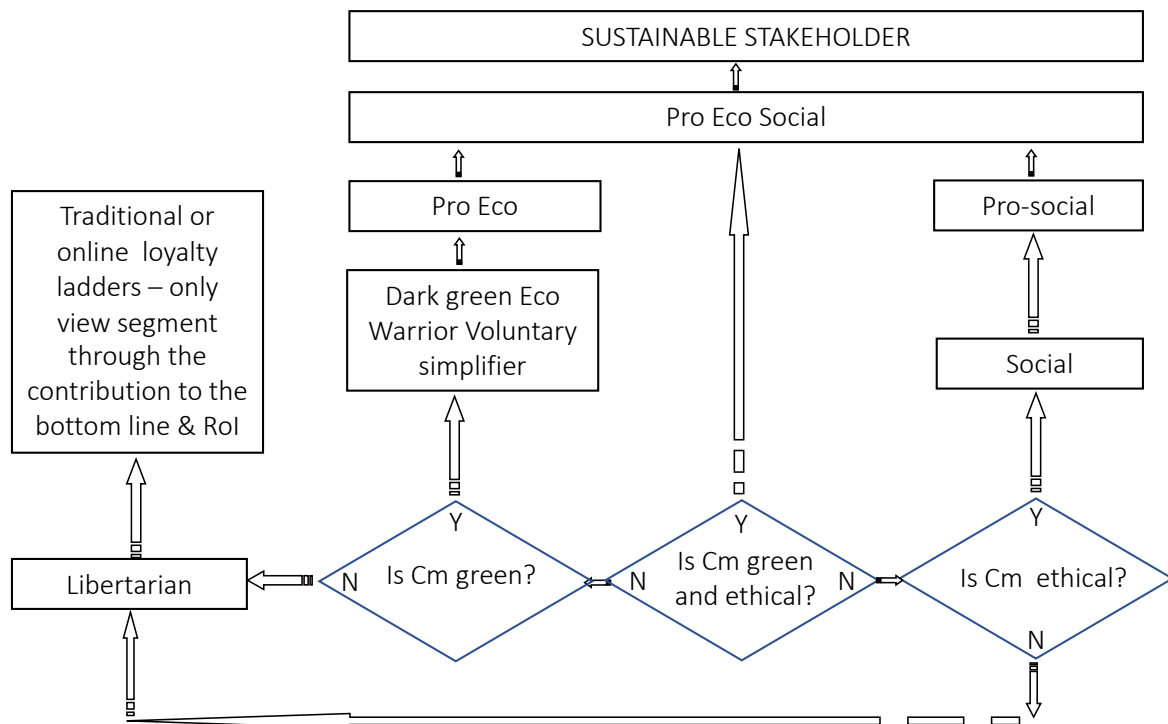 SUSTAINABLE STAKEHOLDER
Pro Eco Social
Pro Eco
Pro-social
Traditional or
online loyalty
ladders – only
view segment
through the
contribution to the
bottom line & RoI
Dark green Eco
Warrior Voluntary
simplifier
Social
Y
Y
Y
Libertarian
N
Is Cm green?
N
Is Cm green
and ethical?
N
Is Cm ethical?
N